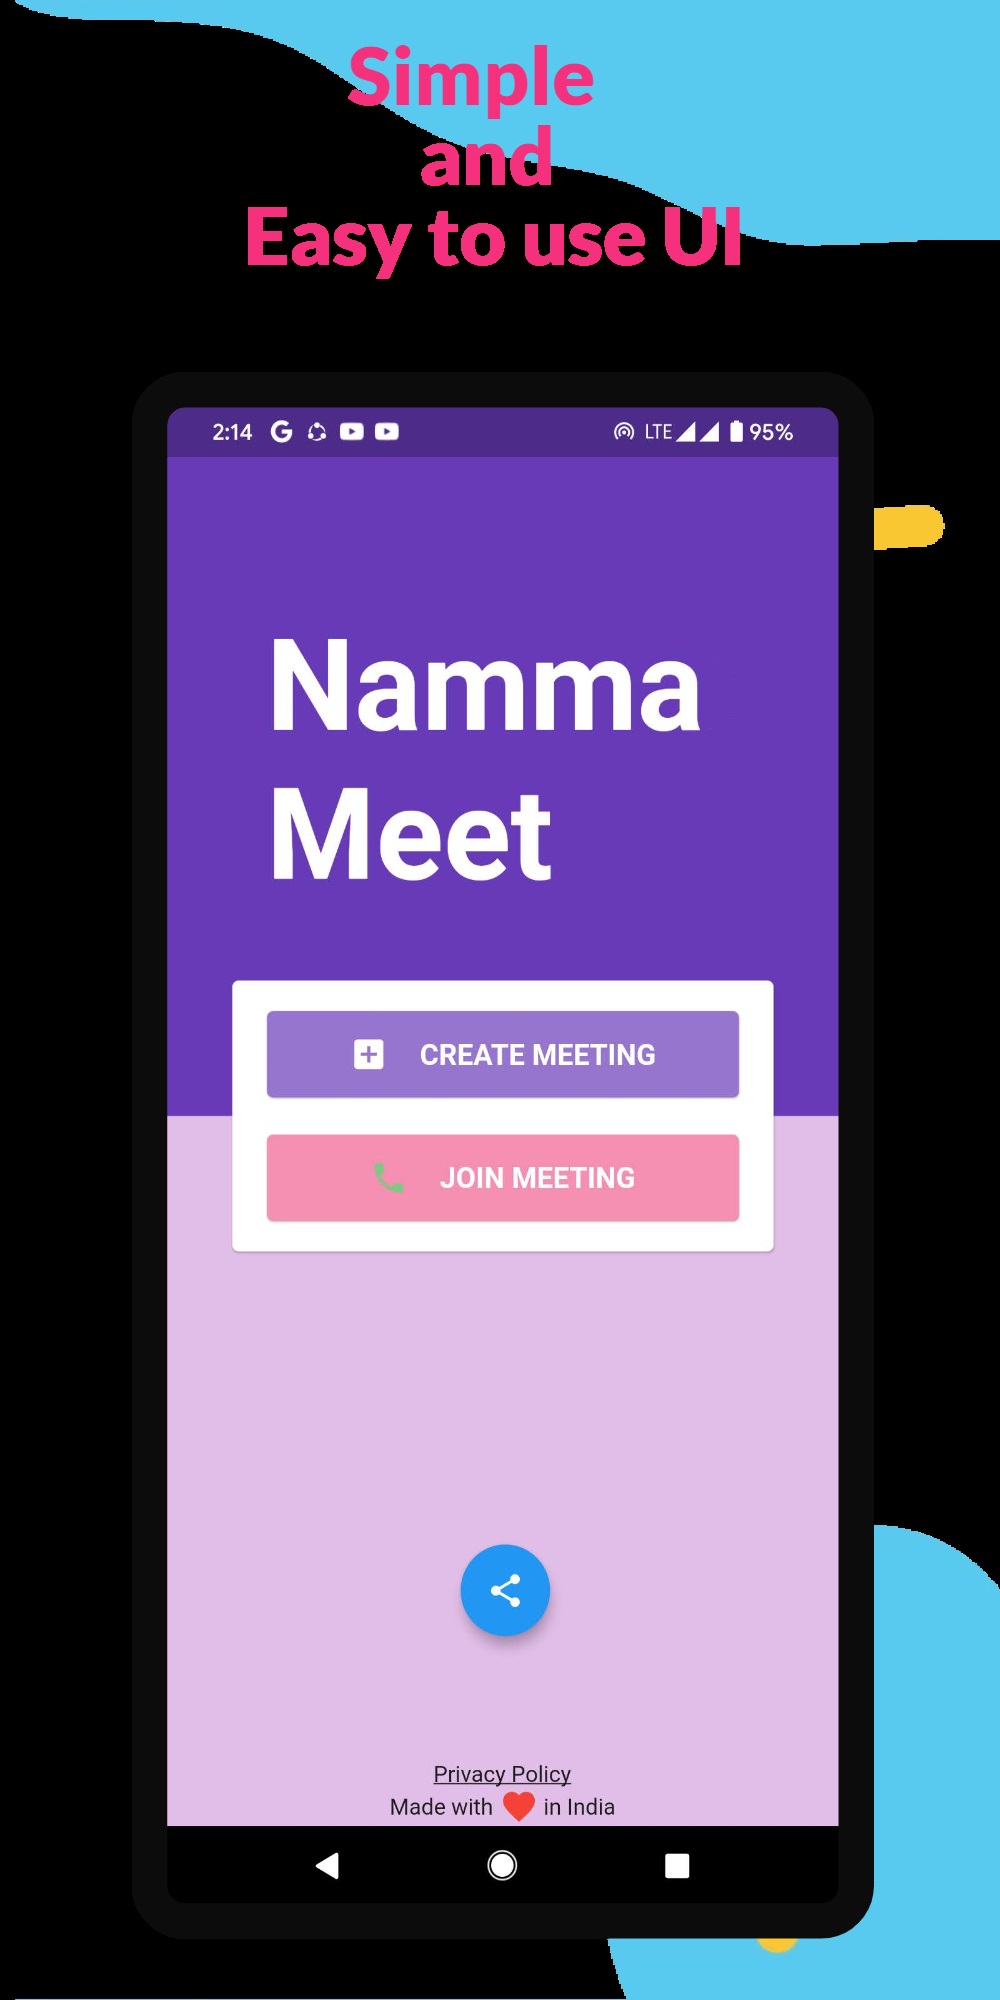 Simple
and
Easy to use UI
2:14 LTE 95%
Namma
Meet
CREATE MEETING
JOIN MEETING
Privacy Policy
Made with ❤ in India